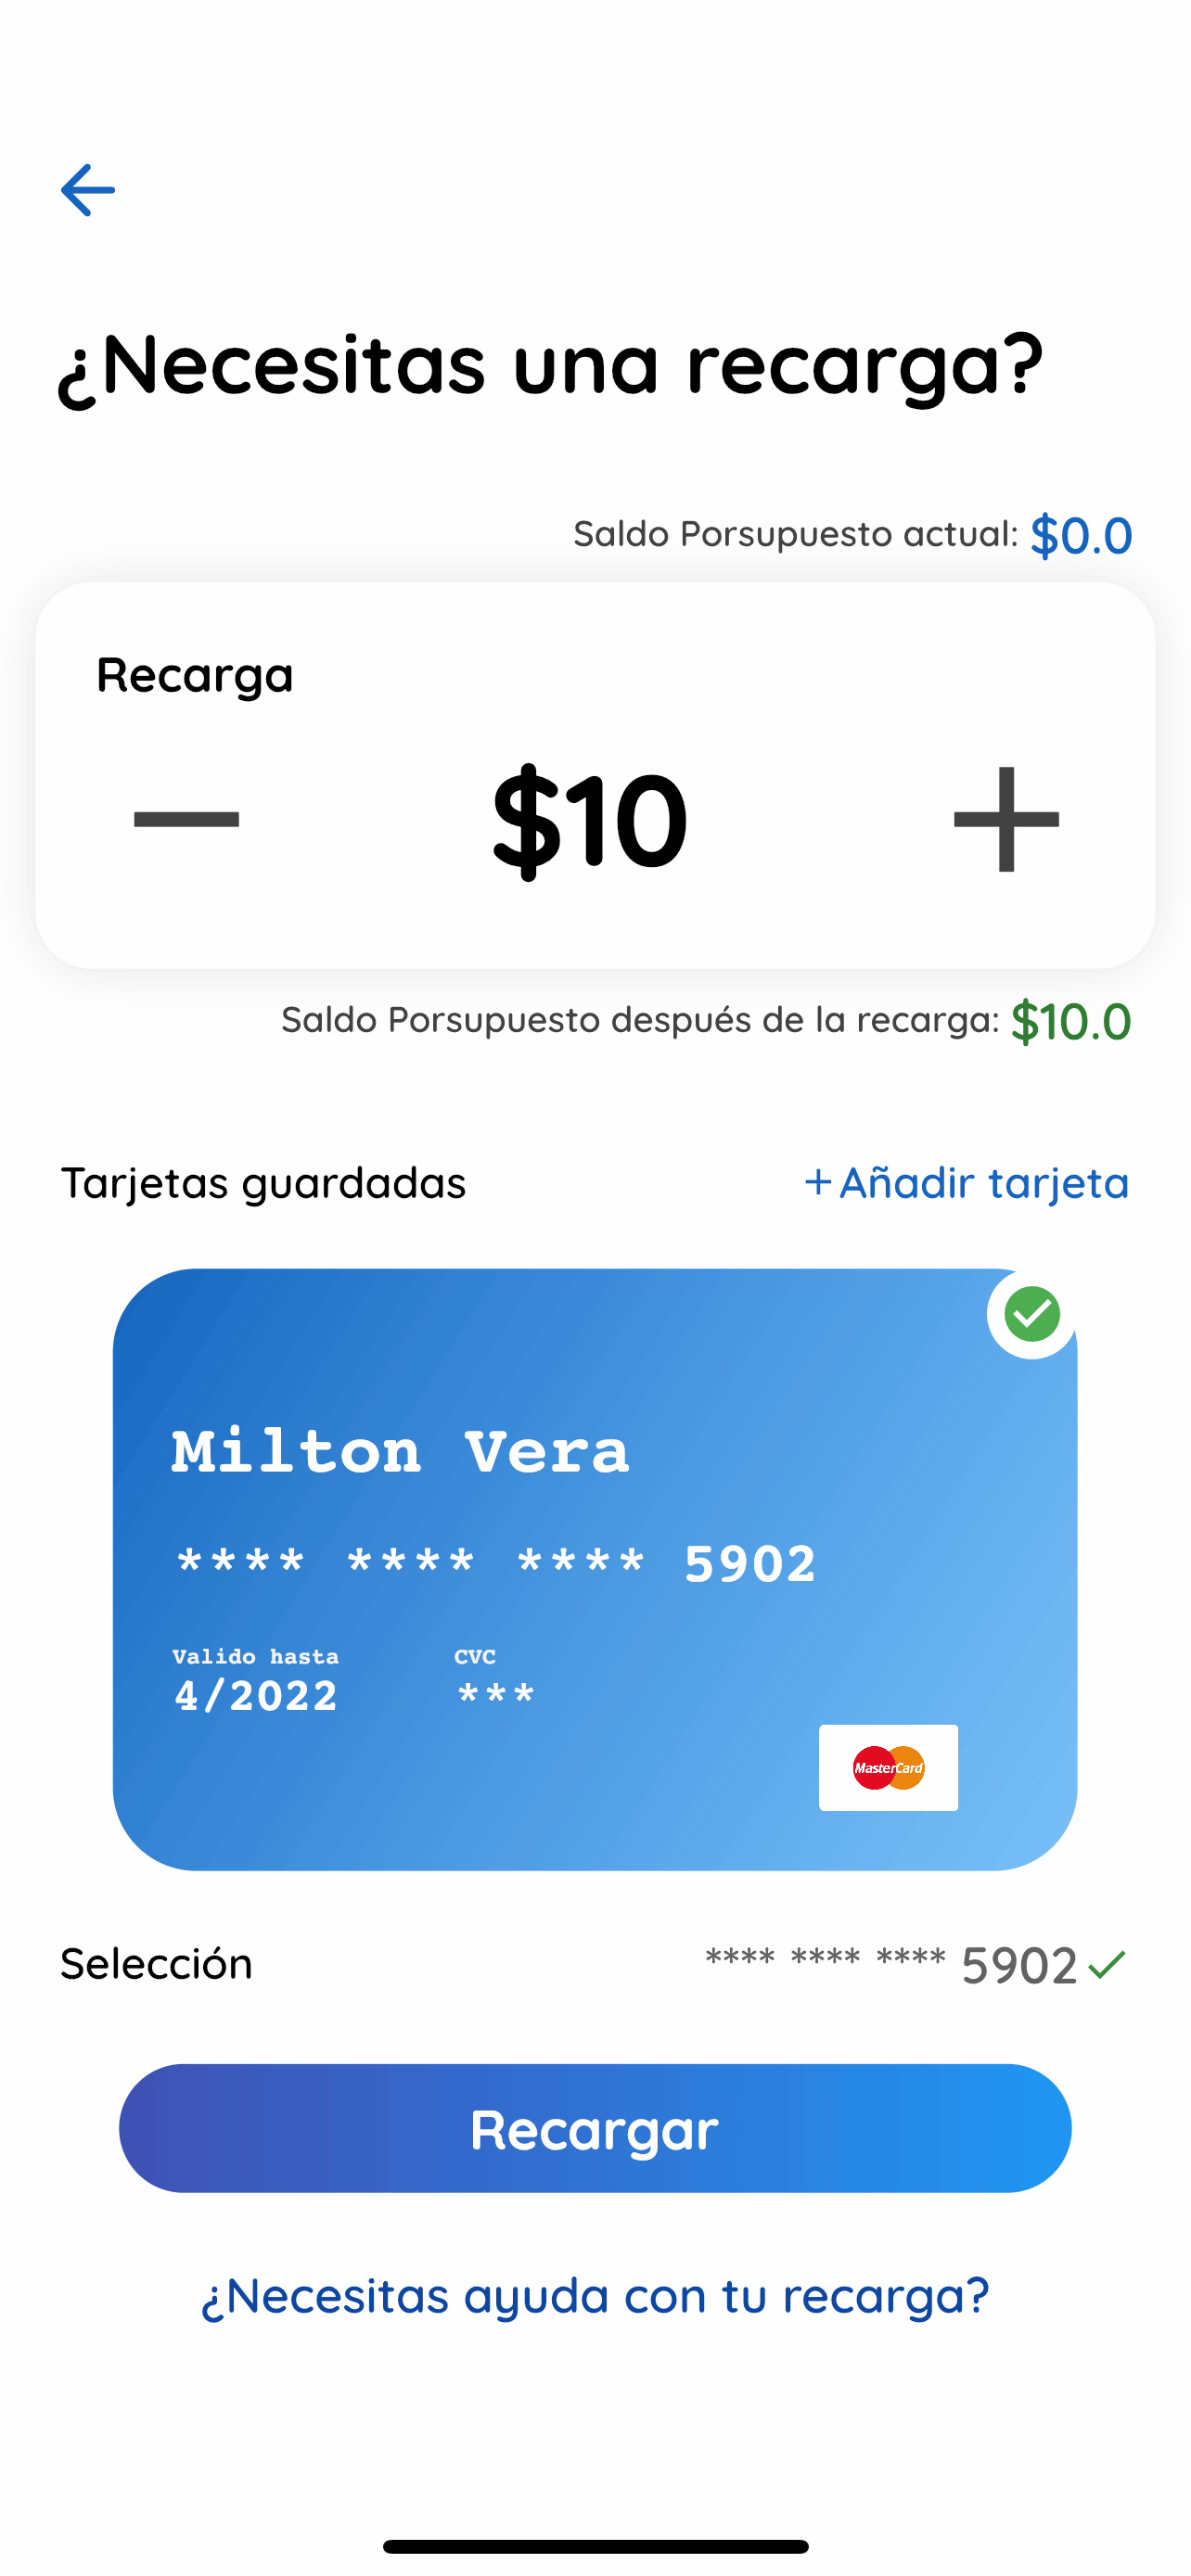 ¿Necesitas una recarga?
Saldo Porsupuesto actual: $0.0
Recarga
$10
Saldo Porsupuesto después de la recarga: $10.0
Tarjetas guardadas +Añadir tarjeta
Milton Vera
**** **** **** 5902
Valido hasta CVC
4/2022 ***
MasterCard
Selección **** **** **** 5902
Recargar
¿Necesitas ayuda con tu recarga?